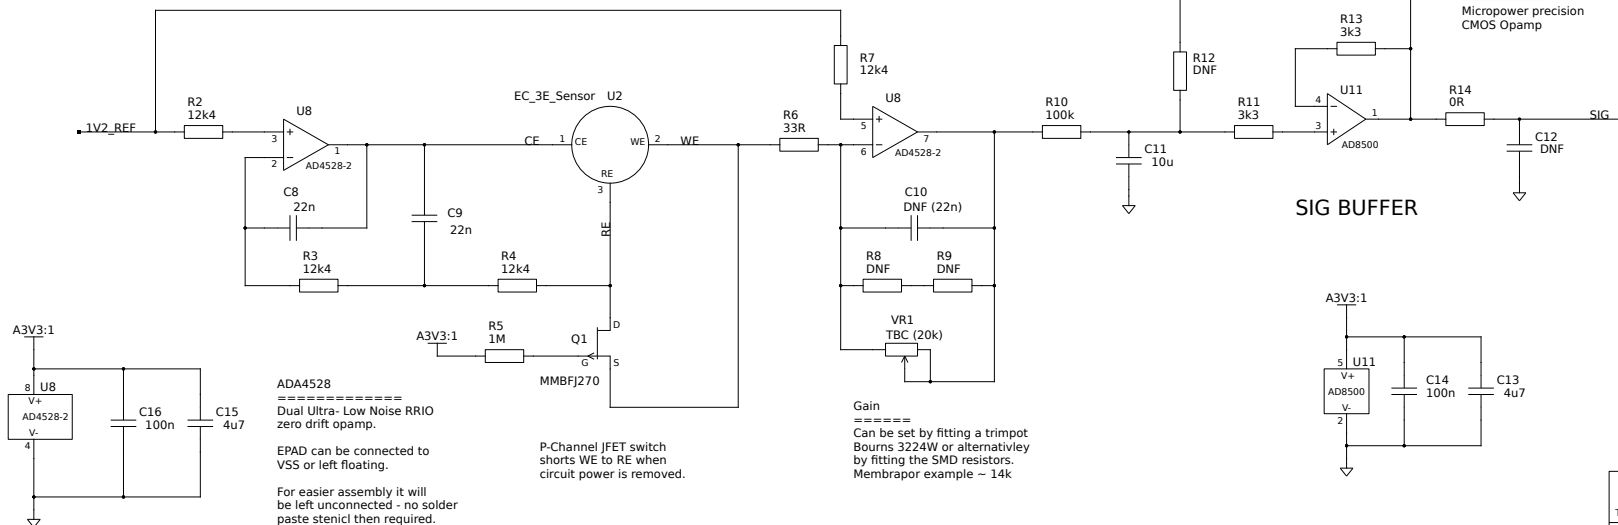 Micropower precision
CMOS Opamp
R13
3k3
R7
12k4
R12
DNF
EC_3E_Sensor U2
R2
12k4
1V2_REF
U8
+
3
−
2
1
AD4528-2
CE
1
CE
WE
2
WE
RE
3
RE
R6
33R
U8
+
5
−
6
7
AD4528-2
R10
100k
R11
3k3
U11
−
4
+
3
1
AD8500
R14
0R
SIG
C12
DNF
C11
10u
C8
22n
C9
22n
C10
DNF (22n)
SIG BUFFER
R3
12k4
R4
12k4
R8
DNF
R9
DNF
A3V3:1
R5
1M
Q1
D
G
S
MMBFJ270
VR1
TBC (20k)
A3V3:1
8
U8
V+
AD4528-2
V-
4
C16
100n
C15
4u7
A3V3:1
5
U11
V+
AD8500
V-
2
C14
100n
C13
4u7
ADA4528
=============
Dual Ultra- Low Noise RRIO
zero drift opamp.
EPAD can be connected to
VSS or left floating.
For easier assembly it will
be left unconnected - no solder
paste stenicl then required.
P-Channel JFET switch
shorts WE to RE when
circuit power is removed.
Gain
======
Can be set by fitting a trimpot
Bourns 3224W or alternativley
by fitting the SMD resistors.
Membrapor example ~ 14k